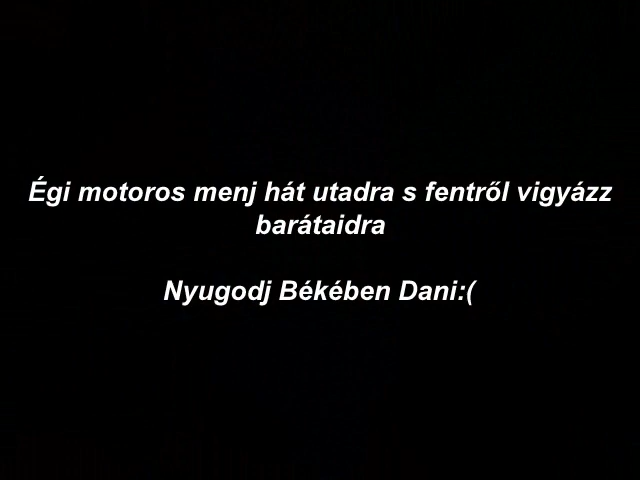 Égi motoros menj hát utadra s fentről vigyázz
barátaidra
Nyugodj Békében Dani:(